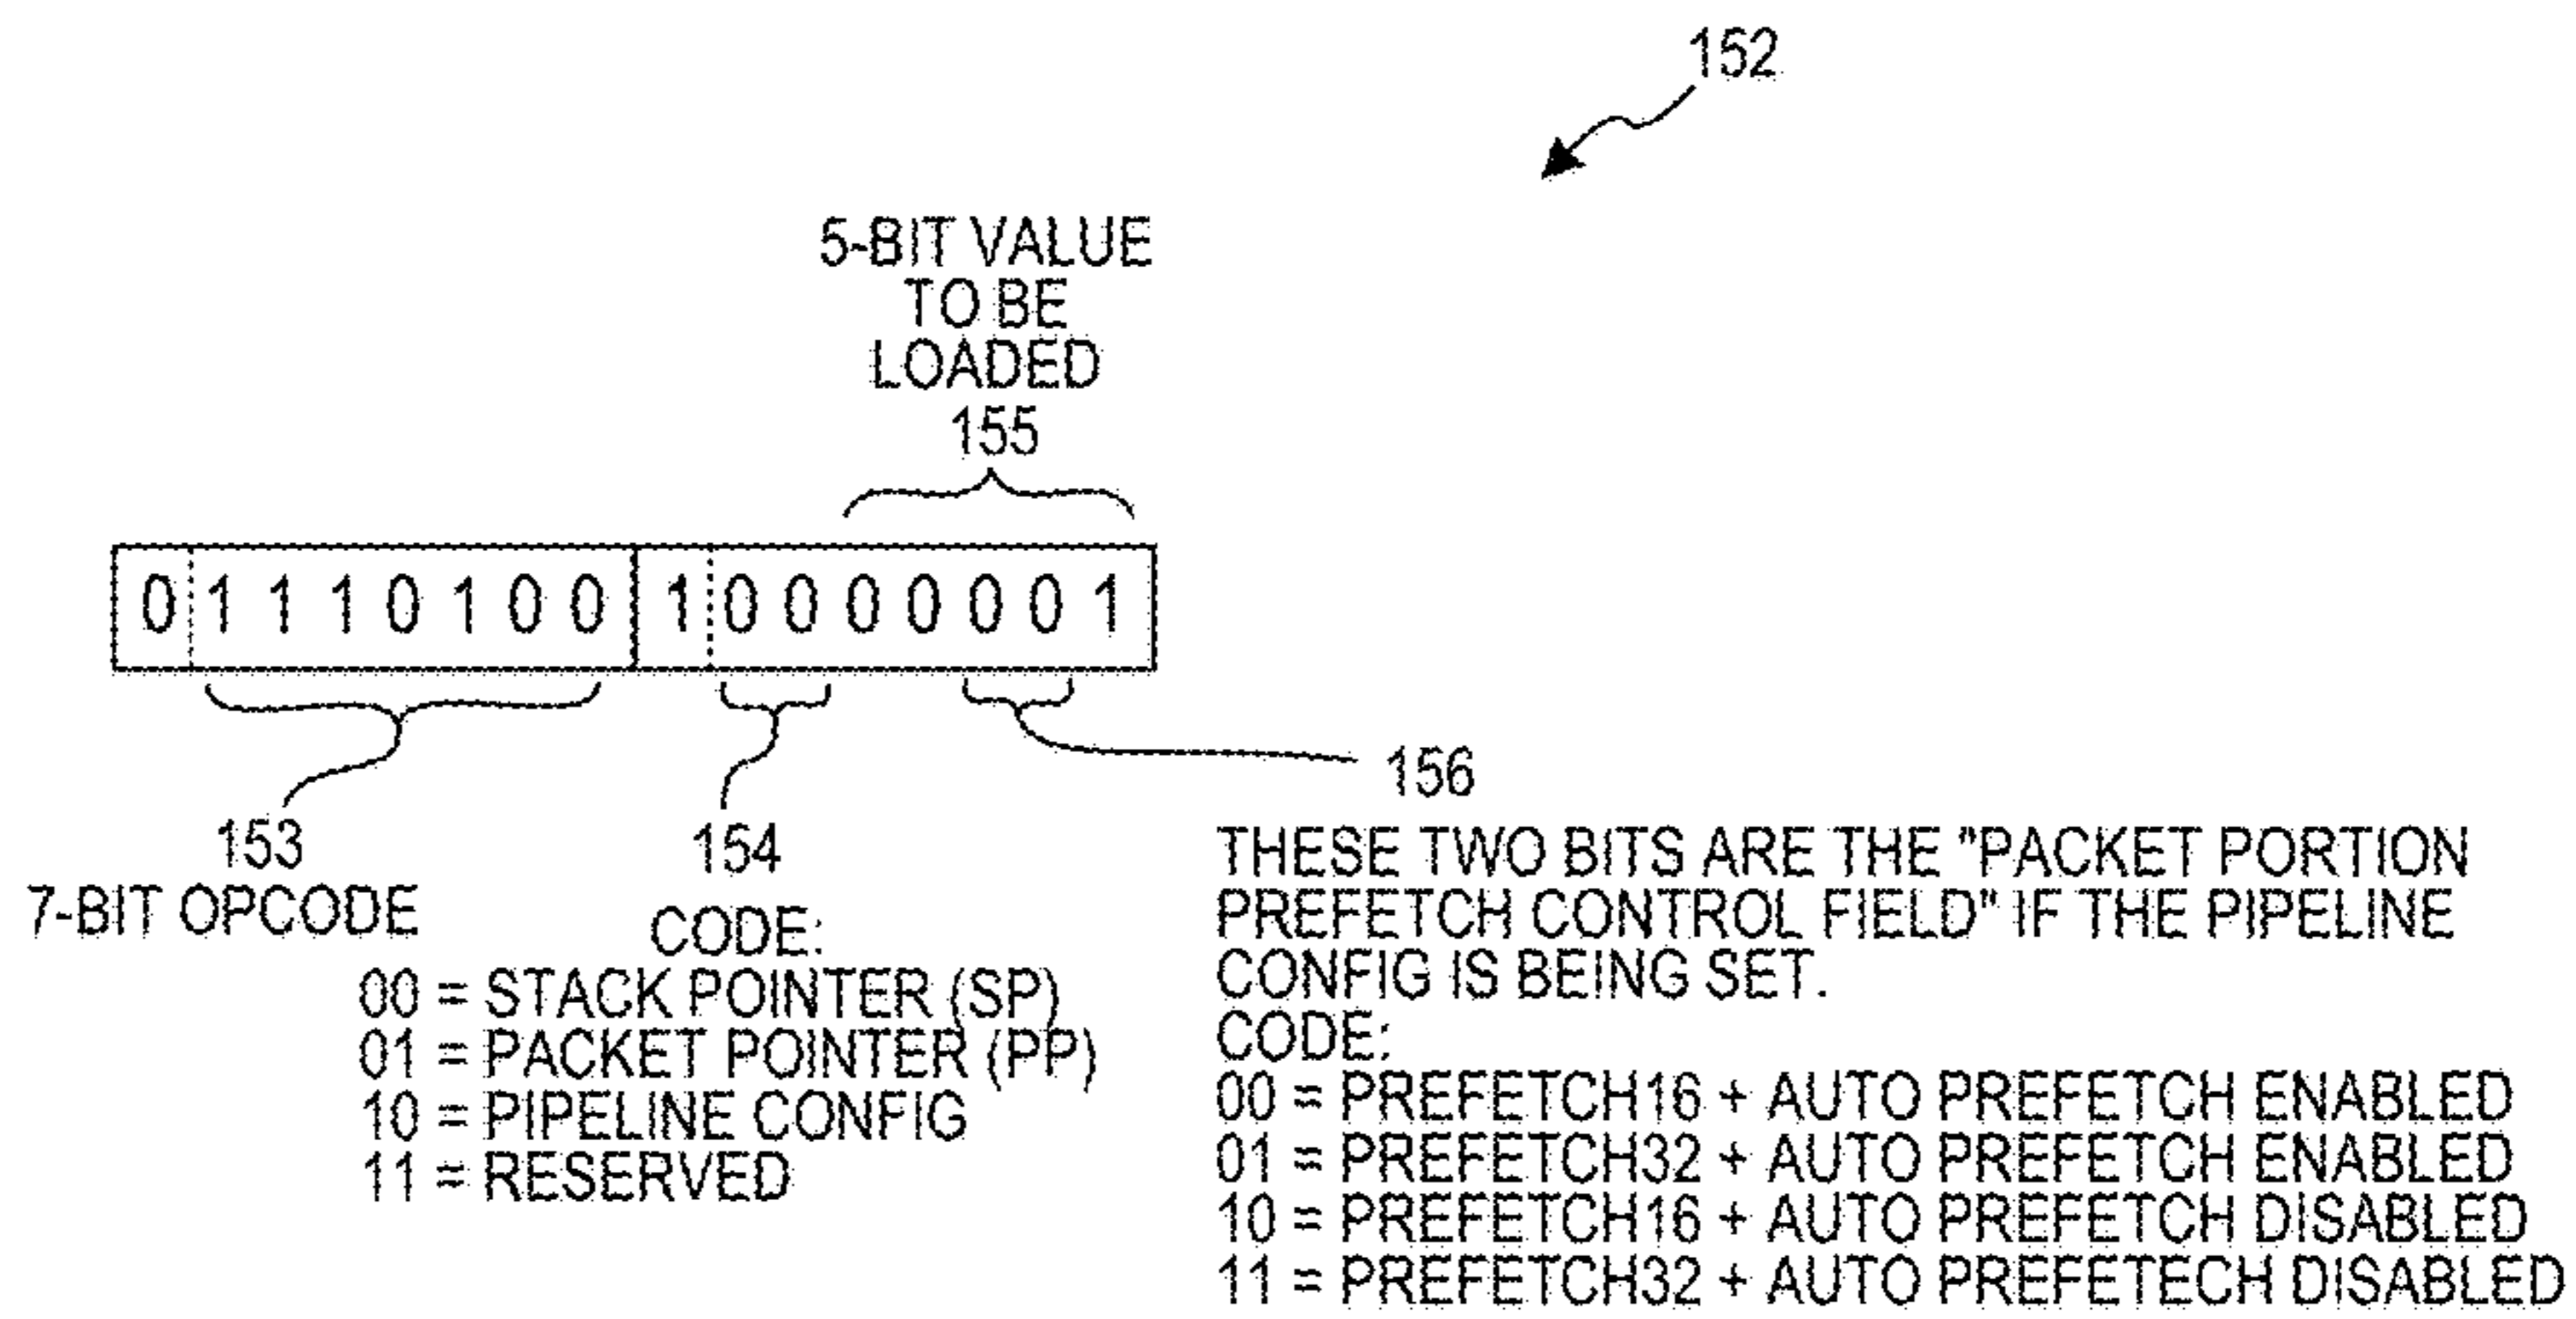 152
5-BIT VALUE
TO BE
LOADED
155
0 1 1 1 0 1 0 0 1 0 0 0 0 0 0 1
153
7-BIT OPCODE
154
CODE:
00 = STACK POINTER (SP)
01 = PACKET POINTER (PP)
10 = PIPELINE CONFIG
11 = RESERVED
156
THESE TWO BITS ARE THE "PACKET PORTION
PREFETCH CONTROL FIELD" IF THE PIPELINE
CONFIG IS BEING SET.
CODE:
00 = PREFETCH16 + AUTO PREFETCH ENABLED
01 = PREFETCH32 + AUTO PREFETCH ENABLED
10 = PREFETCH16 + AUTO PREFETCH DISABLED
11 = PREFETCH32 + AUTO PREFETECH DISABLED